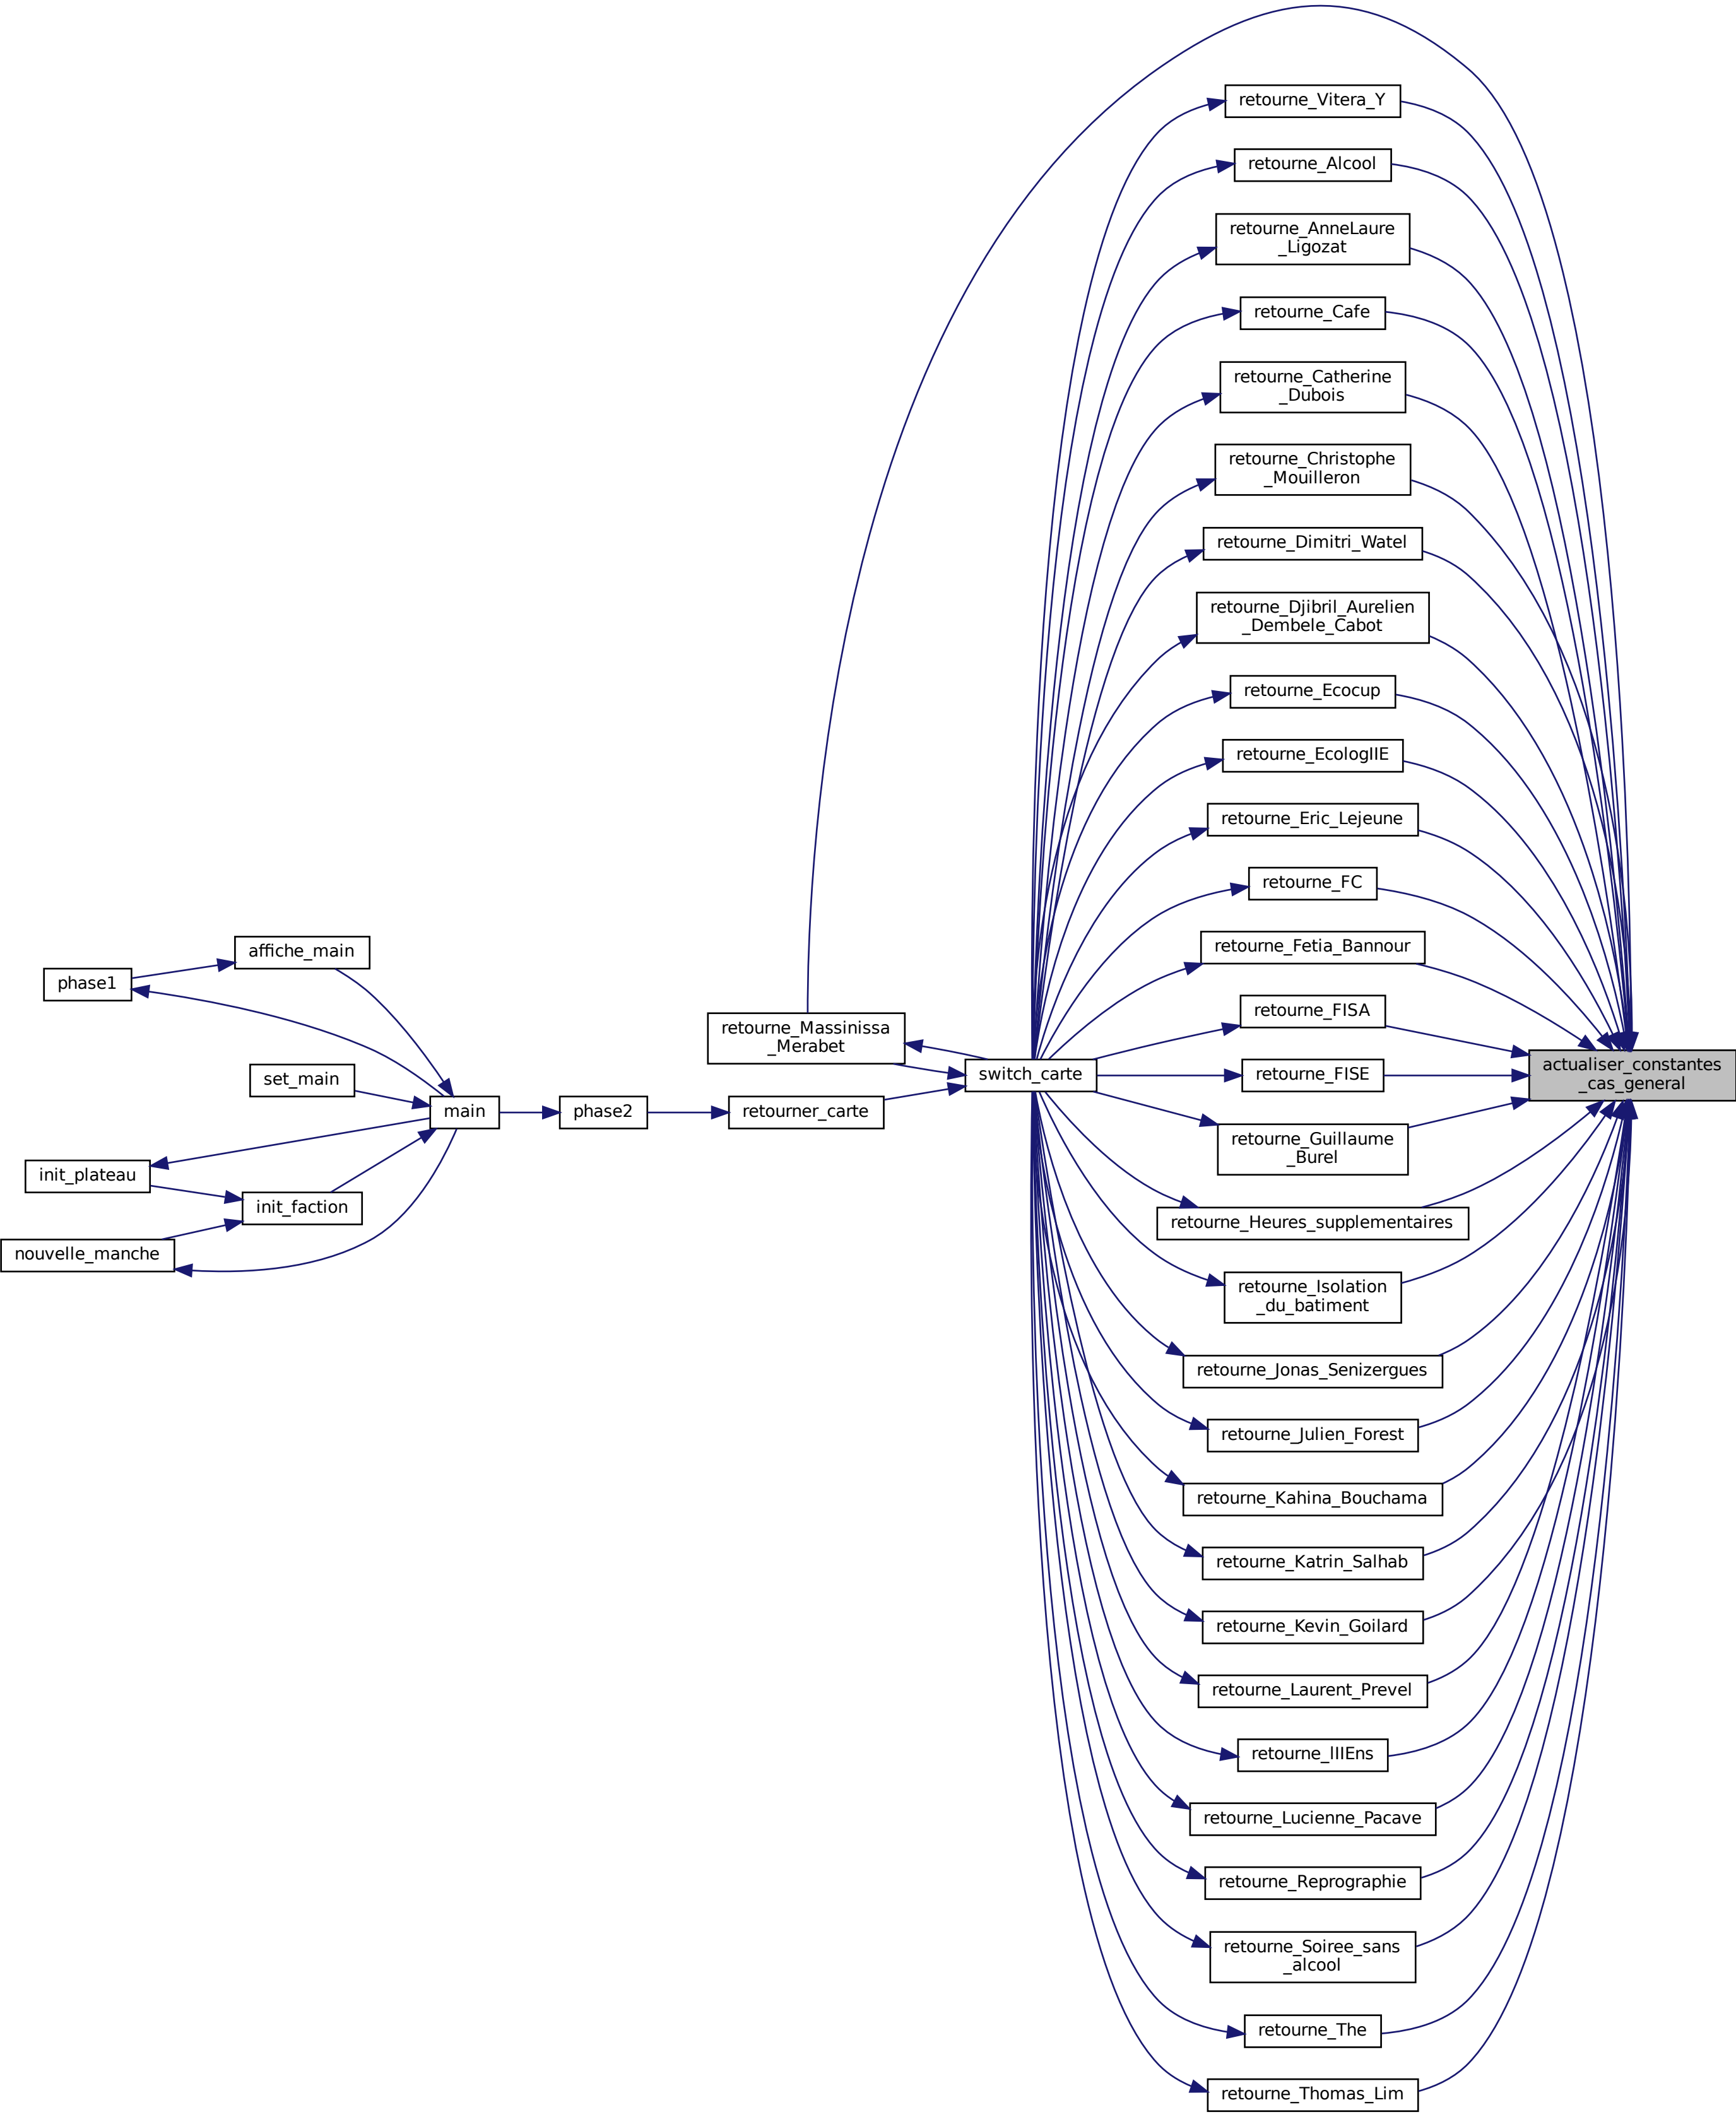 retourne_Vitera_Y
retourne_Alcool
retourne_AnneLaure
_Ligozat
retourne_Cafe
retourne_Catherine
_Dubois
retourne_Christophe
_Mouilleron
retourne_Dimitri_Watel
retourne_Djibril_Aurelien
_Dembele_Cabot
retourne_Ecocup
retourne_EcologIIE
retourne_Eric_Lejeune
retourne_FC
retourne_Fetia_Bannour
affiche_main
phase1
retourne_FISA
retourne_Massinissa
_Merabet
switch_carte
retourne_FISE
actualiser_constantes
_cas_general
set_main
main
phase2
retourner_carte
retourne_Guillaume
_Burel
init_plateau
init_faction
nouvelle_manche
retourne_Heures_supplementaires
retourne_Isolation
_du_batiment
retourne_Jonas_Senizergues
retourne_Julien_Forest
retourne_Kahina_Bouchama
retourne_Katrin_Salhab
retourne_Kevin_Goilard
retourne_Laurent_Prevel
retourne_lIIEns
retourne_Lucienne_Pacave
retourne_Reprographie
retourne_Soiree_sans
_alcool
retourne_The
retourne_Thomas_Lim